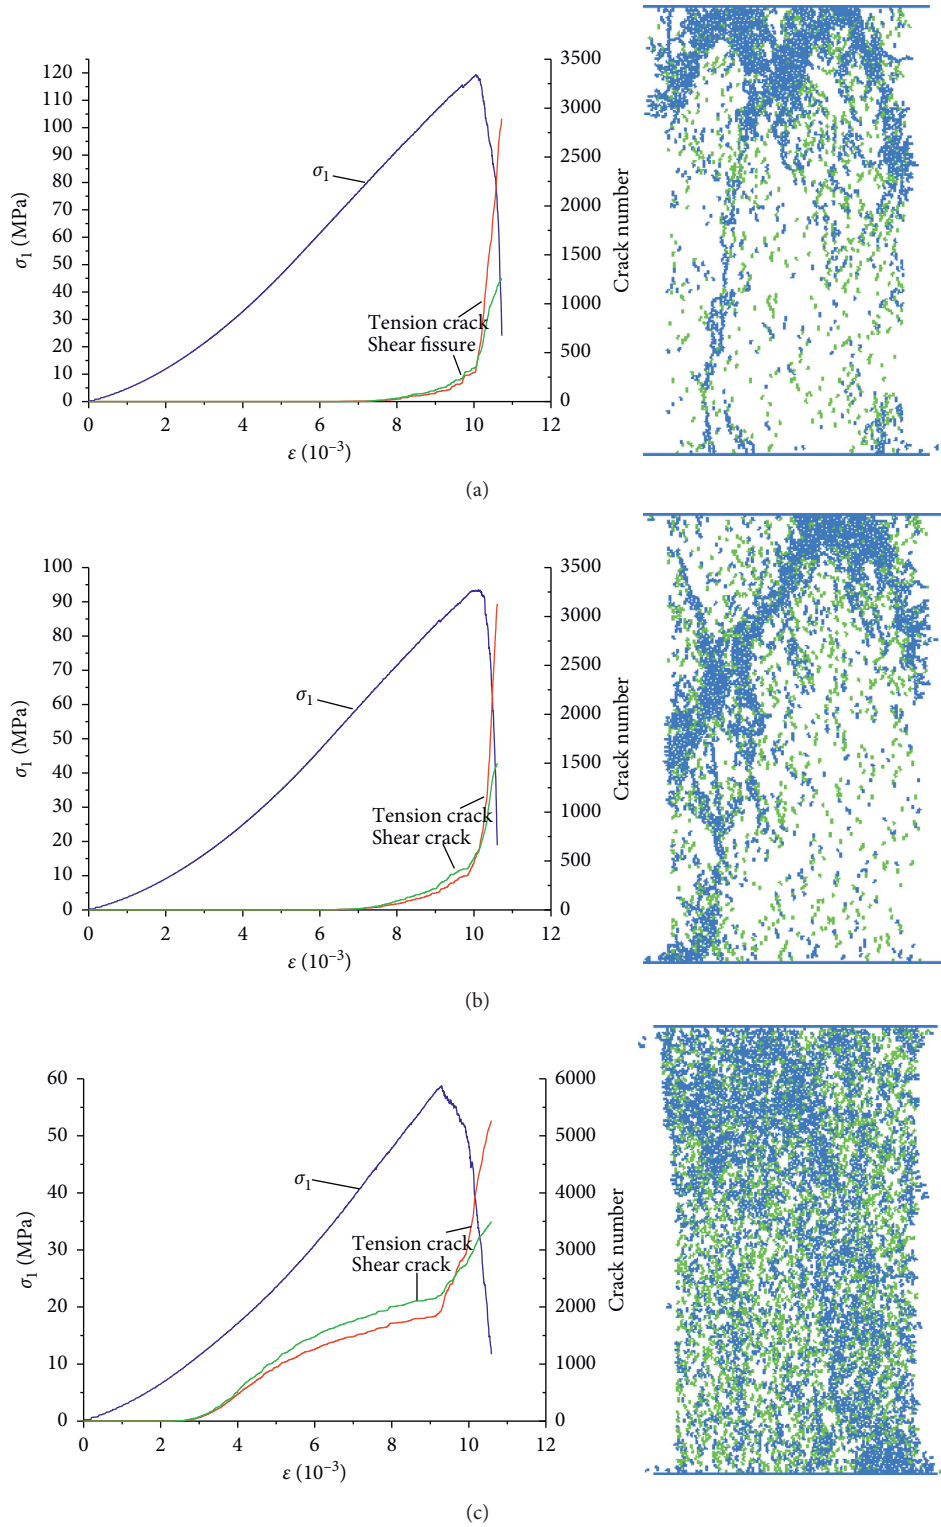 120
110
100
90
80
70
60
50
40
30
20
10
0
σ1 (MPa)
3500
3000
2500
2000
1500
1000
500
0
Crack number
σ1
Tension crack
Shear fissure
0 2 4 6 8 10 12
ε (10−3)
(a)
100
90
80
70
60
50
40
30
20
10
0
σ1 (MPa)
3500
3000
2500
2000
1500
1000
500
0
Crack number
σ1
Tension crack
Shear crack
0 2 4 6 8 10 12
ε (10−3)
(b)
60
50
40
30
20
10
0
σ1 (MPa)
6000
5000
4000
3000
2000
1000
0
Crack number
σ1
Tension crack
Shear crack
0 2 4 6 8 10 12
ε (10−3)
(c)